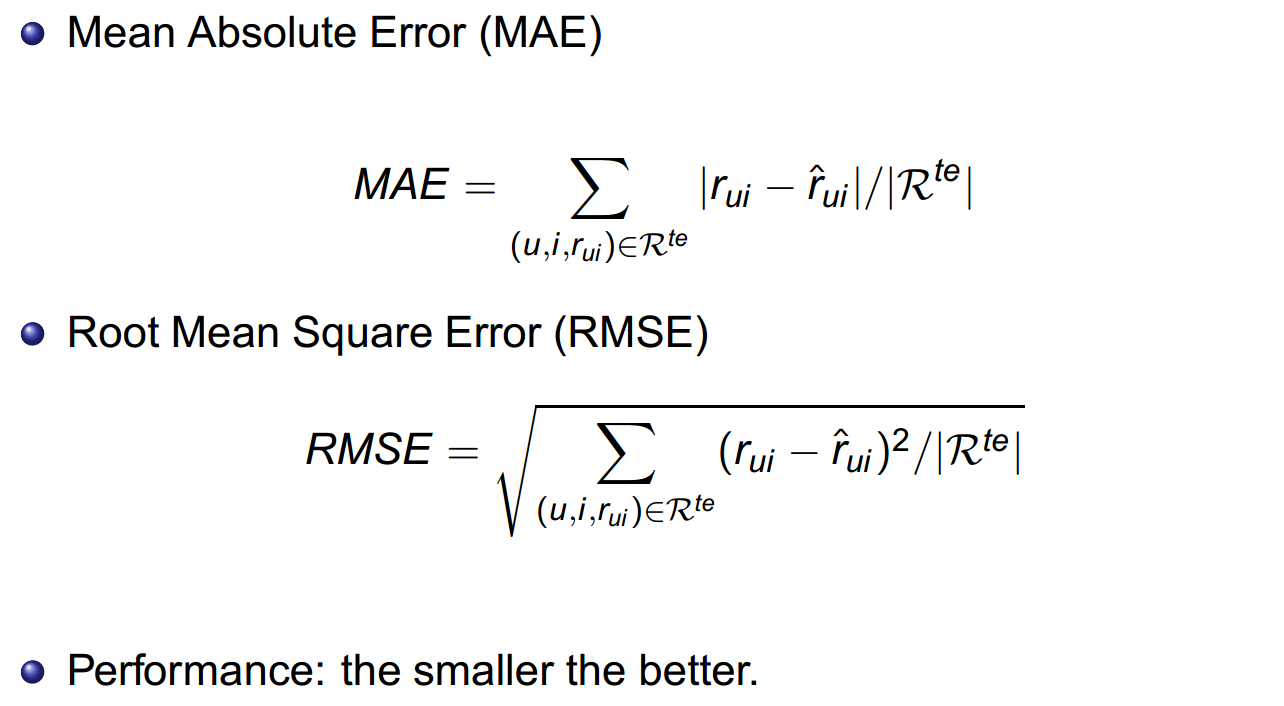 Mean Absolute Error (MAE)
MAE = ∑_{(u,i,r_{ui})∈ℛ^{te}} |r_{ui} − r̂_{ui}|/|ℛ^{te}|
Root Mean Square Error (RMSE)
RMSE = √(∑_{(u,i,r_{ui})∈ℛ^{te}} (r_{ui} − r̂_{ui})²/|ℛ^{te}|)
Performance: the smaller the better.